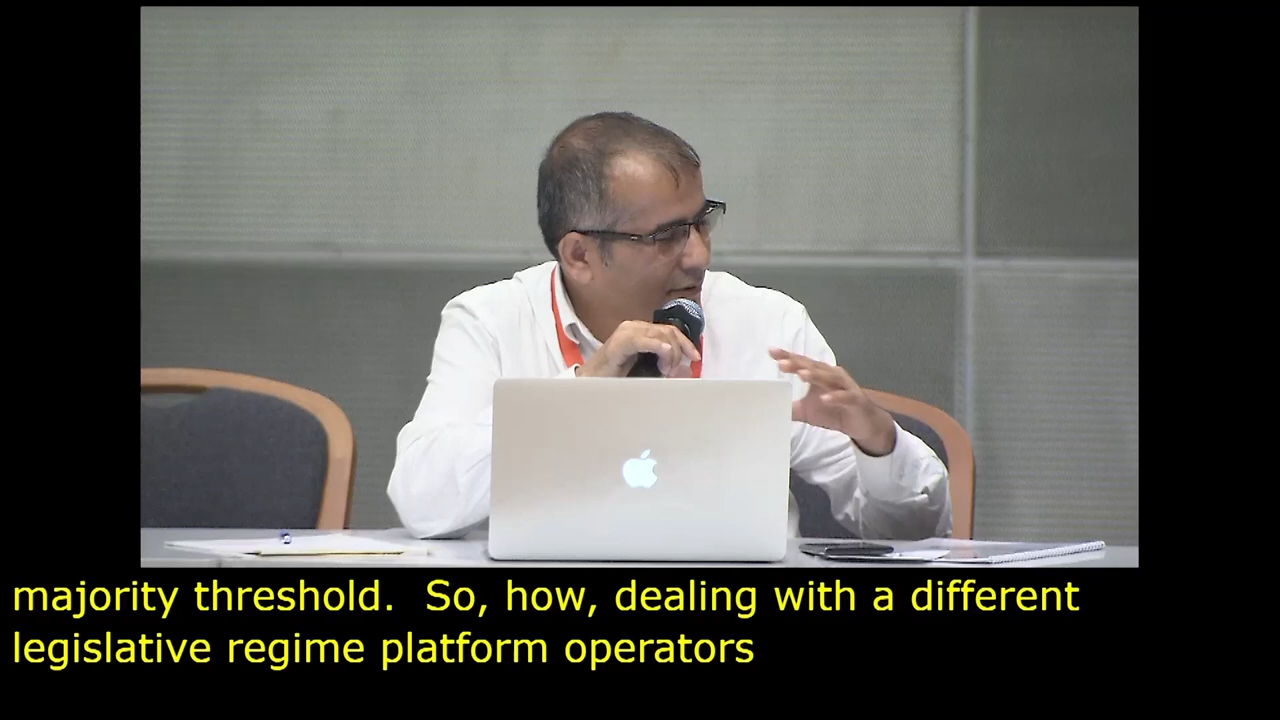 majority threshold.  So, how, dealing with a different
legislative regime platform operators